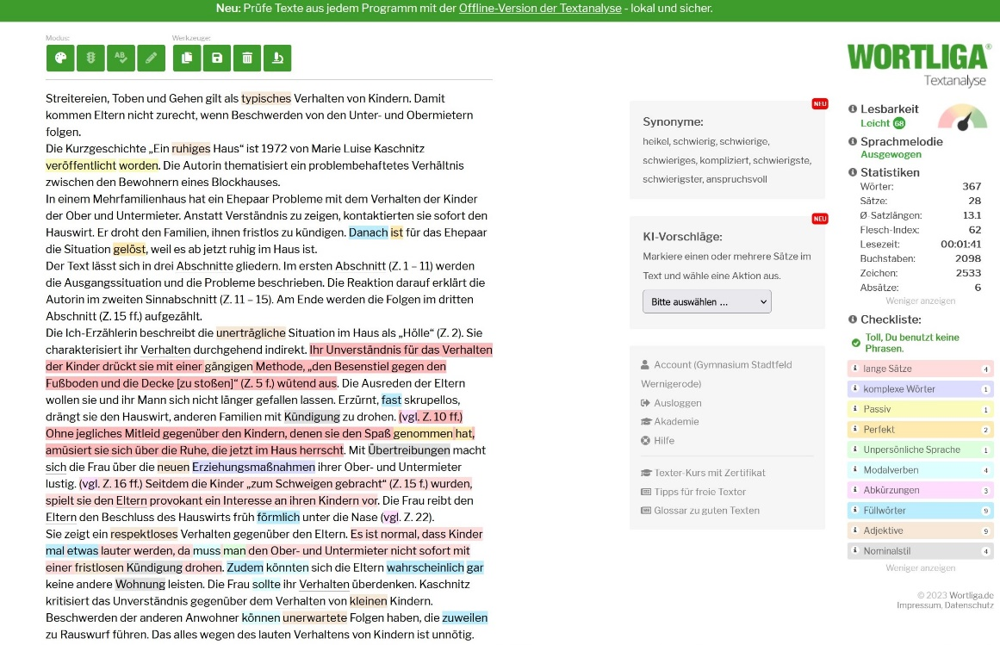 Neu: Prüfe Texte aus jedem Programm mit der Offline-Version der Textanalyse - lokal und sicher.
Modus:
Werkzeuge:
Streitereien, Toben und Gehen gilt als typisches Verhalten von Kindern. Damit
kommen Eltern nicht zurecht, wenn Beschwerden von den Unter- und Obermietern
folgen.
Die Kurzgeschichte „Ein ruhiges Haus“ ist 1972 von Marie Luise Kaschnitz
veröffentlicht worden. Die Autorin thematisiert ein problembehaftetes Verhältnis
zwischen den Bewohnern eines Blockhauses.
In einem Mehrfamilienhaus hat ein Ehepaar Probleme mit dem Verhalten der Kinder
der Ober und Untermieter. Anstatt Verständnis zu zeigen, kontaktierten sie sofort den
Hauswirt. Er droht den Familien, ihnen fristlos zu kündigen. Danach ist für das Ehepaar
die Situation gelöst, weil es ab jetzt ruhig im Haus ist.
Der Text lässt sich in drei Abschnitte gliedern. Im ersten Abschnitt (Z. 1 – 11) werden
die Ausgangssituation und die Probleme beschrieben. Die Reaktion darauf erklärt die
Autorin im zweiten Sinnabschnitt (Z. 11 – 15). Am Ende werden die Folgen im dritten
Abschnitt (Z. 15 ff.) aufgezählt.
Die Ich-Erzählerin beschreibt die unerträgliche Situation im Haus als „Hölle“ (Z. 2). Sie
charakterisiert ihr Verhalten durchgehend indirekt. Ihr Unverständnis für das Verhalten
der Kinder drückt sie mit einer gängigen Methode, „den Besenstiel gegen den
Fußboden und die Decke [zu stoßen]“ (Z. 5 f.) wütend aus. Die Ausreden der Eltern
wollen sie und ihr Mann sich nicht länger gefallen lassen. Erzürnt, fast skrupellos,
drängt sie den Hauswirt, anderen Familien mit Kündigung zu drohen. (vgl. Z. 10 ff.)
Ohne jegliches Mitleid gegenüber den Kindern, denen sie den Spaß genommen hat,
amüsiert sie sich über die Ruhe, die jetzt im Haus herrscht. Mit Übertreibungen macht
sich die Frau über die neuen Erziehungsmaßnahmen ihrer Ober- und Untermieter
lustig. (vgl. Z. 16 ff.) Seitdem die Kinder „zum Schweigen gebracht“ (Z. 15 f.) wurden,
spielt sie den Eltern provokant ein Interesse an ihren Kindern vor. Die Frau reibt den
Eltern den Beschluss des Hauswirts früh förmlich unter die Nase (vgl. Z. 22).
Sie zeigt ein respektloses Verhalten gegenüber den Eltern. Es ist normal, dass Kinder
mal etwas lauter werden, da muss man den Ober- und Untermiete nicht sofort mit
einer fristlosen Kündigung drohen. Zudem könnten sich die Eltern wahrscheinlich gar
keine andere Wohnung leisten. Die Frau sollte ihr Verhalten überdenken. Kaschnitz
kritisiert das Unverständnis gegenüber dem Verhalten von kleinen Kindern.
Beschwerden der anderen Anwohner können unerwartete Folgen haben, die zuweilen
zu Rauswurf führen. Das alles wegen des lauten Verhaltens von Kindern ist unnötig.
NEU
Synonyme:
heikel, schwierig, schwierige,
schwieriges, kompliziert, schwierigste,
schwierigster, anspruchsvoll
NEU
KI-Vorschläge:
Markiere einen oder mehrere Sätze im
Text und wähle eine Aktion aus.
Bitte auswählen ...
Account (Gymnasium Stadtfeld
Wernigerode)
Ausloggen
Akademie
Hilfe
Texter-Kurs mit Zertifikat
Tipps für freie Texter
Glossar zu guten Texten
WORTLIGA®
Textanalyse
Lesbarkeit
Leicht 68
Sprachmelodie
Ausgewogen
Statistiken
Wörter: 367
Sätze: 28
Ø-Satzlängen: 13.1
Flesch-Index: 62
Lesezeit: 00:01:41
Buchstaben: 2098
Zeichen: 2533
Absätze: 6
Weniger anzeigen
Checkliste:
Toll, Du benutzt keine
Phrasen.
lange Sätze 4
komplexe Wörter 1
Passiv 1
Perfekt 2
Unpersönliche Sprache 1
Modalverben 4
Abkürzungen 3
Füllwörter 9
Adjektive 9
Nominalstil 4
Weniger anzeigen
© 2023 Wortliga.de
Impressum, Datenschutz